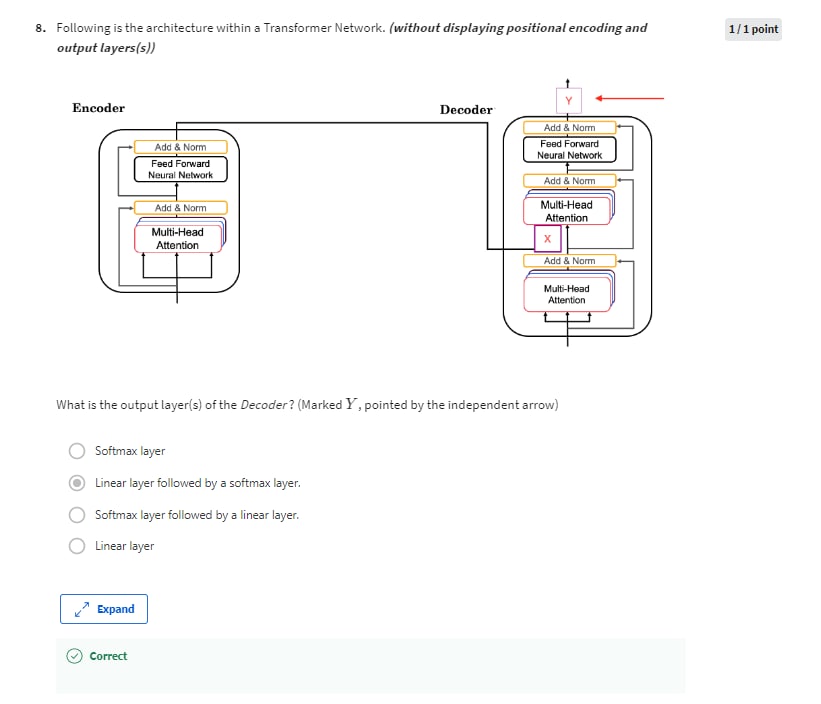 8. Following is the architecture within a Transformer Network. (without displaying positional encoding and
output layers(s))
1 / 1 point
Encoder
Add & Norm
Feed Forward
Neural Network
Add & Norm
Multi-Head
Attention
Decoder
Y
Add & Norm
Feed Forward
Neural Network
Add & Norm
Multi-Head
Attention
X
Add & Norm
Multi-Head
Attention
What is the output layer(s) of the Decoder? (Marked Y, pointed by the independent arrow)
Softmax layer
Linear layer followed by a softmax layer.
Softmax layer followed by a linear layer.
Linear layer
Expand
Correct